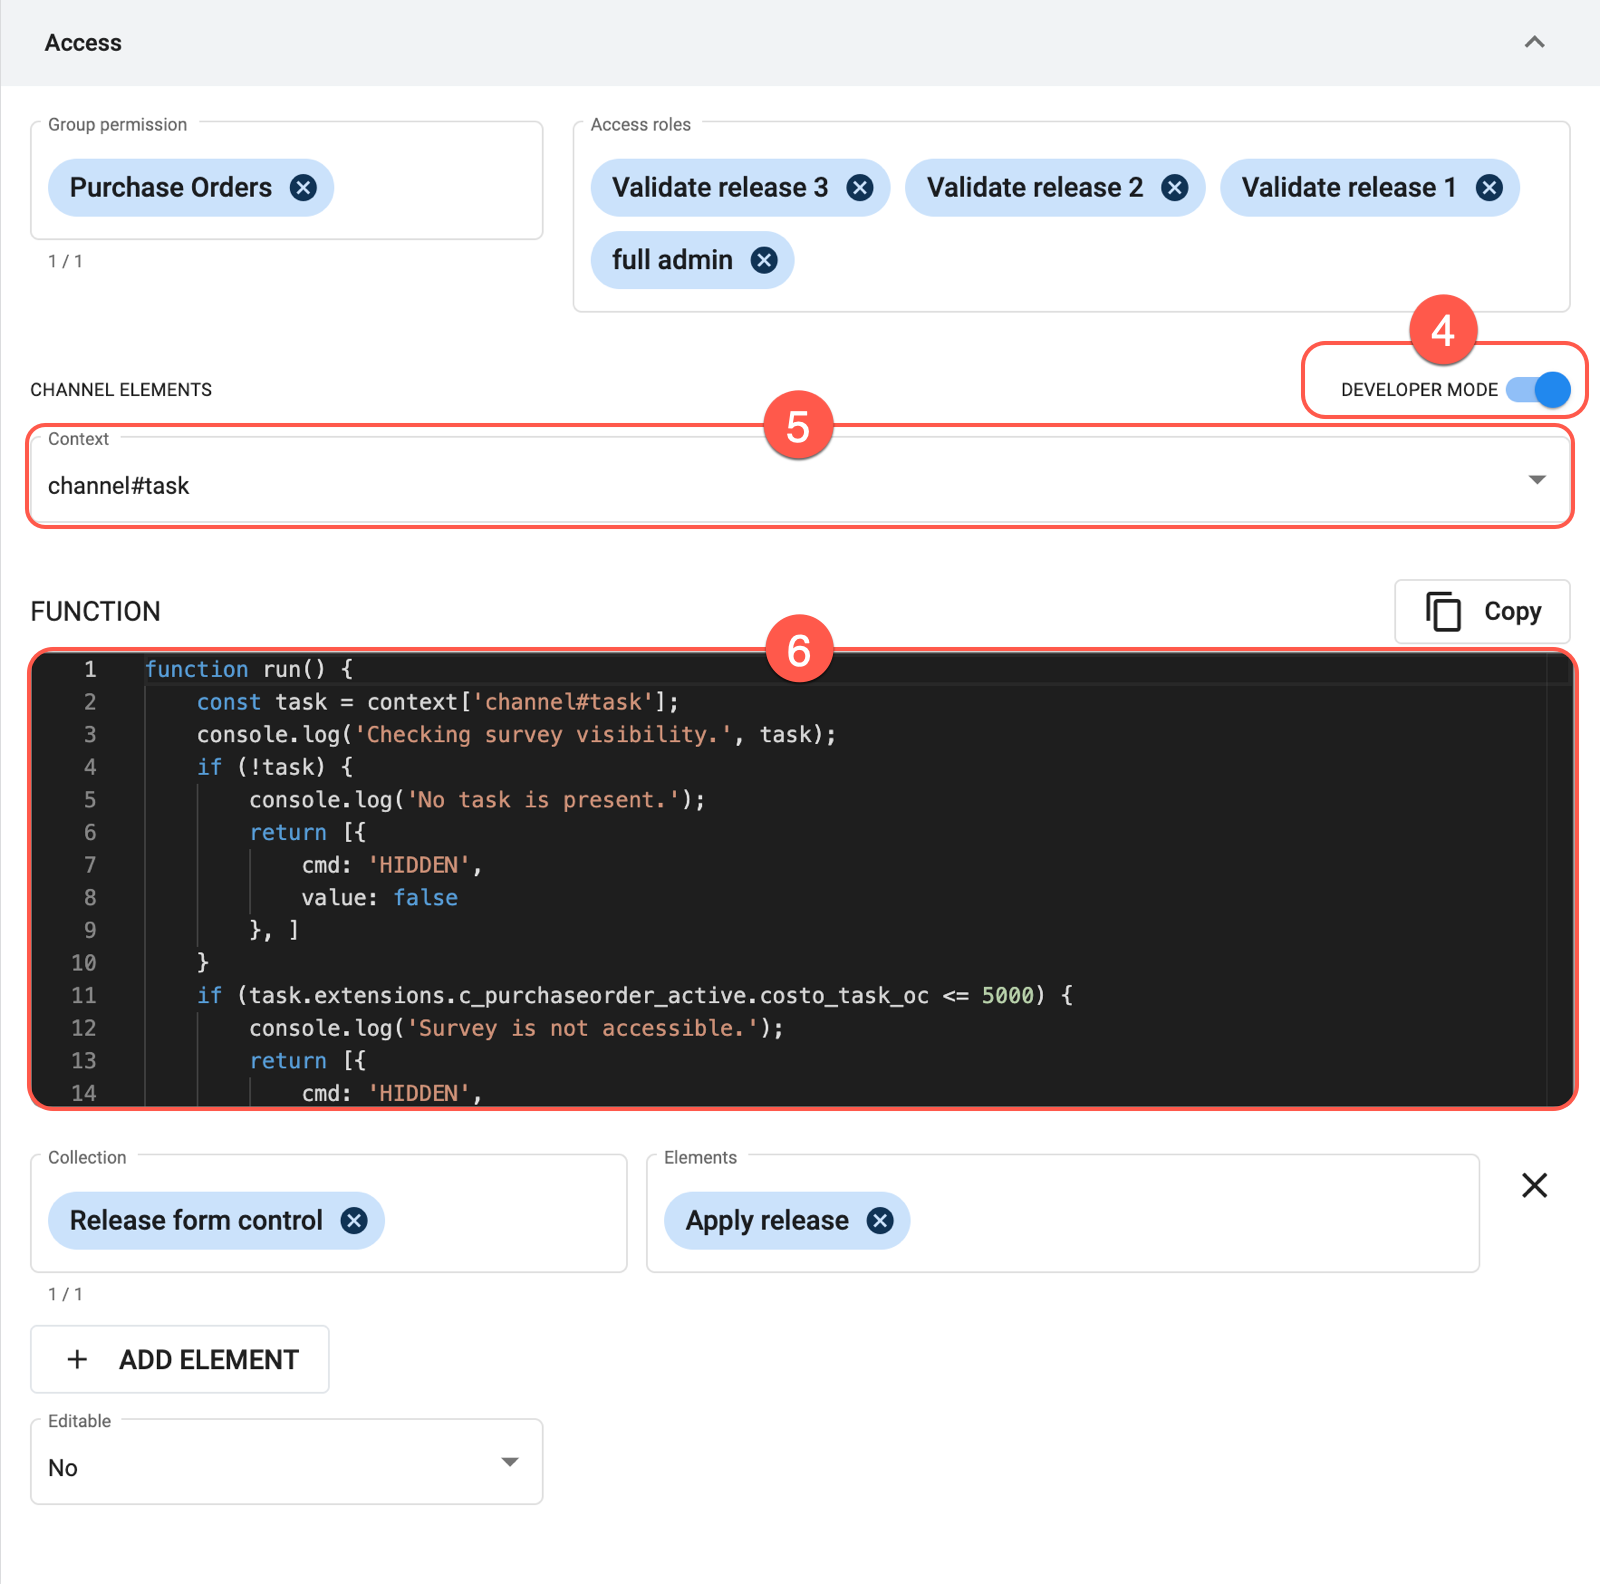 Access
Group permission
Purchase Orders
1 / 1
Access roles
Validate release 3
Validate release 2
Validate release 1
full admin
4
CHANNEL ELEMENTS
DEVELOPER MODE
5
Context
channel#task
FUNCTION
Copy
6
1 function run() {
2 const task = context['channel#task'];
3 console.log('Checking survey visibility.', task);
4 if (!task) {
5 console.log('No task is present.');
6 return [{
7 cmd: 'HIDDEN',
8 value: false
9 }, ]
10 }
11 if (task.extensions.c_purchaseorder_active.costo_task_oc <= 5000) {
12 console.log('Survey is not accessible.');
13 return [{
14 cmd: 'HIDDEN',
Collection
Release form control
1 / 1
Elements
Apply release
ADD ELEMENT
Editable
No